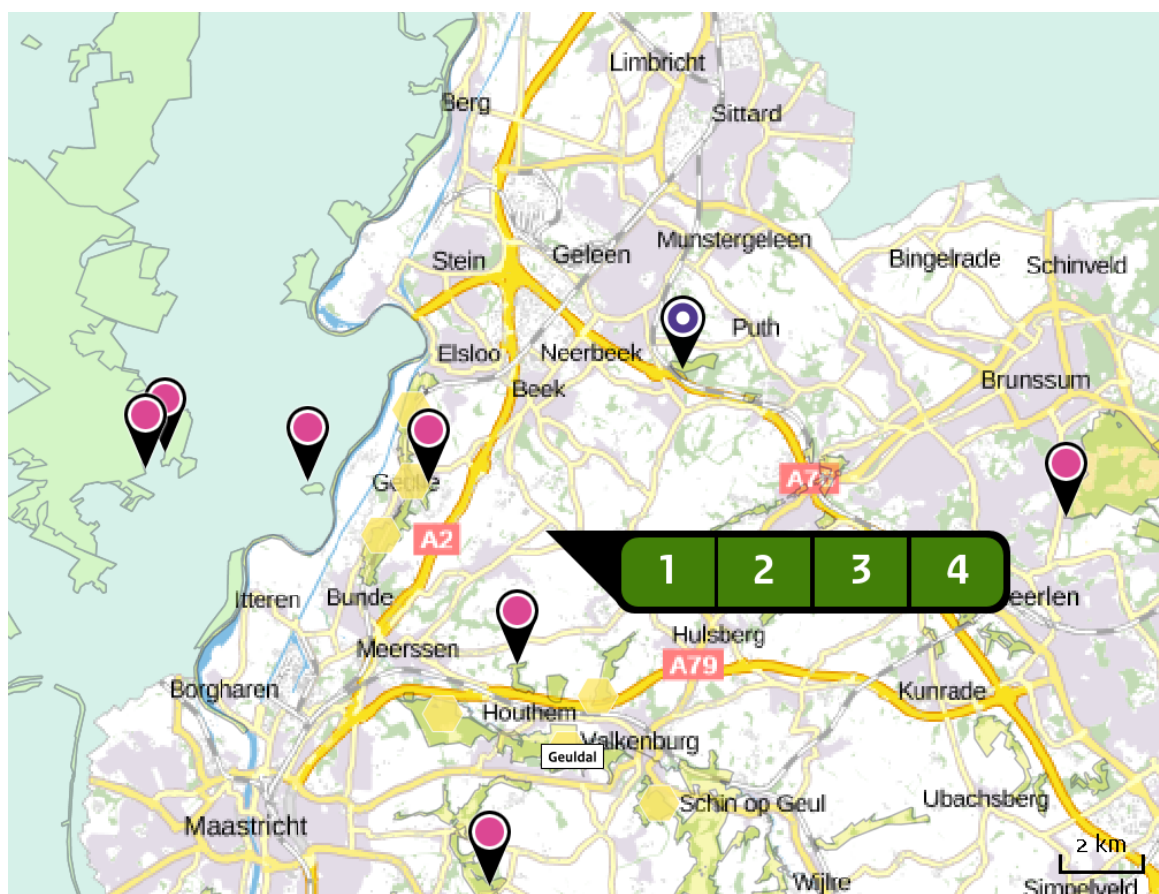 Limbricht
Berg
Sittard
Munstergeleen
Geleen
Stein
Bingelrade
Schinveld
Puth
Elsloo
Neerbeek
Beek
Brunssum
A2
1 2 3 4
Itteren
Bunde
eerlen
Hulsberg
Meerssen
A79
Borgharen
Kunrade
Houthem
Valkenburg
Geuldal
Schin op Geul
Ubachsberg
Maastricht
2 km
Wijlre
Simpelveld